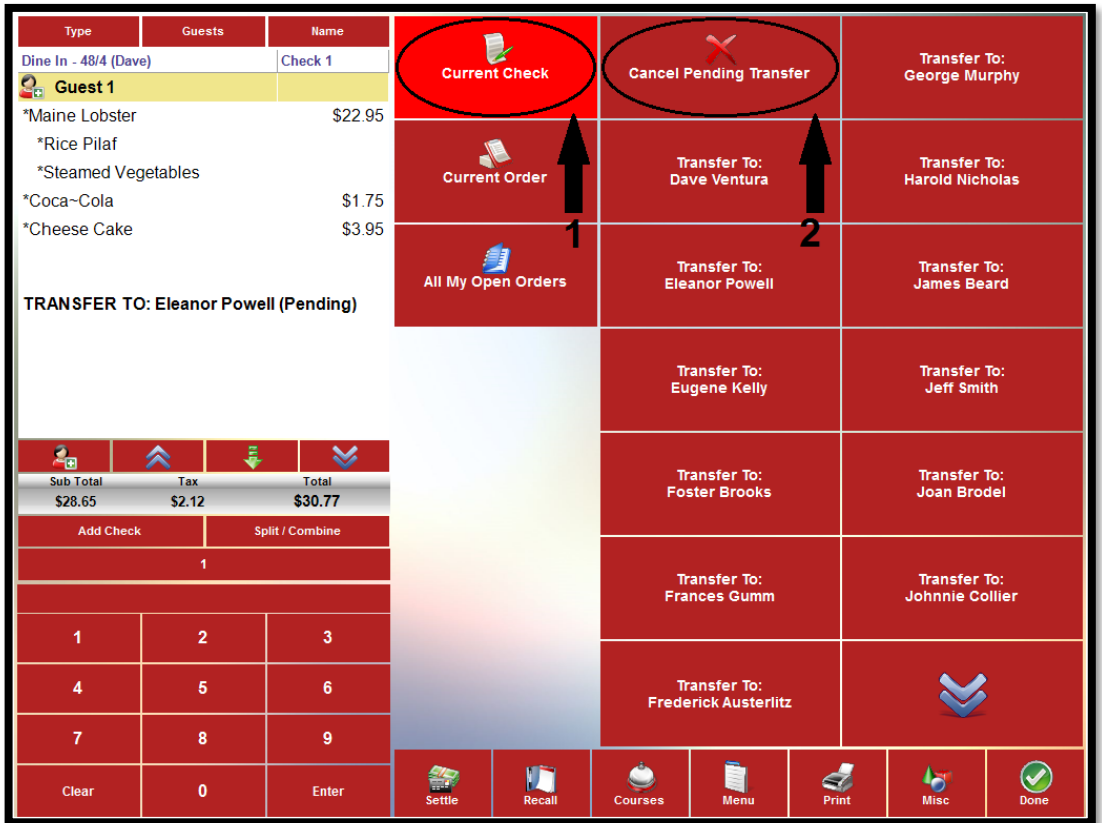 Type Guests Name
Dine In - 48/4 (Dave) Check 1
Guest 1
*Maine Lobster $22.95
*Rice Pilaf
*Steamed Vegetables
*Coca~Cola $1.75
*Cheese Cake $3.95
TRANSFER TO: Eleanor Powell (Pending)
Sub Total Tax Total
$28.65 $2.12 $30.77
Add Check Split / Combine
1
1 2 3
4 5 6
7 8 9
Clear 0 Enter
Current Check
Current Order
All My Open Orders
1
Cancel Pending Transfer
2
Transfer To:
Dave Ventura
Transfer To:
Eleanor Powell
Transfer To:
Eugene Kelly
Transfer To:
Foster Brooks
Transfer To:
Frances Gumm
Transfer To:
Frederick Austerlitz
Transfer To:
George Murphy
Transfer To:
Harold Nicholas
Transfer To:
James Beard
Transfer To:
Jeff Smith
Transfer To:
Joan Brodel
Transfer To:
Johnnie Collier
Settle Recall Courses Menu Print Misc Done